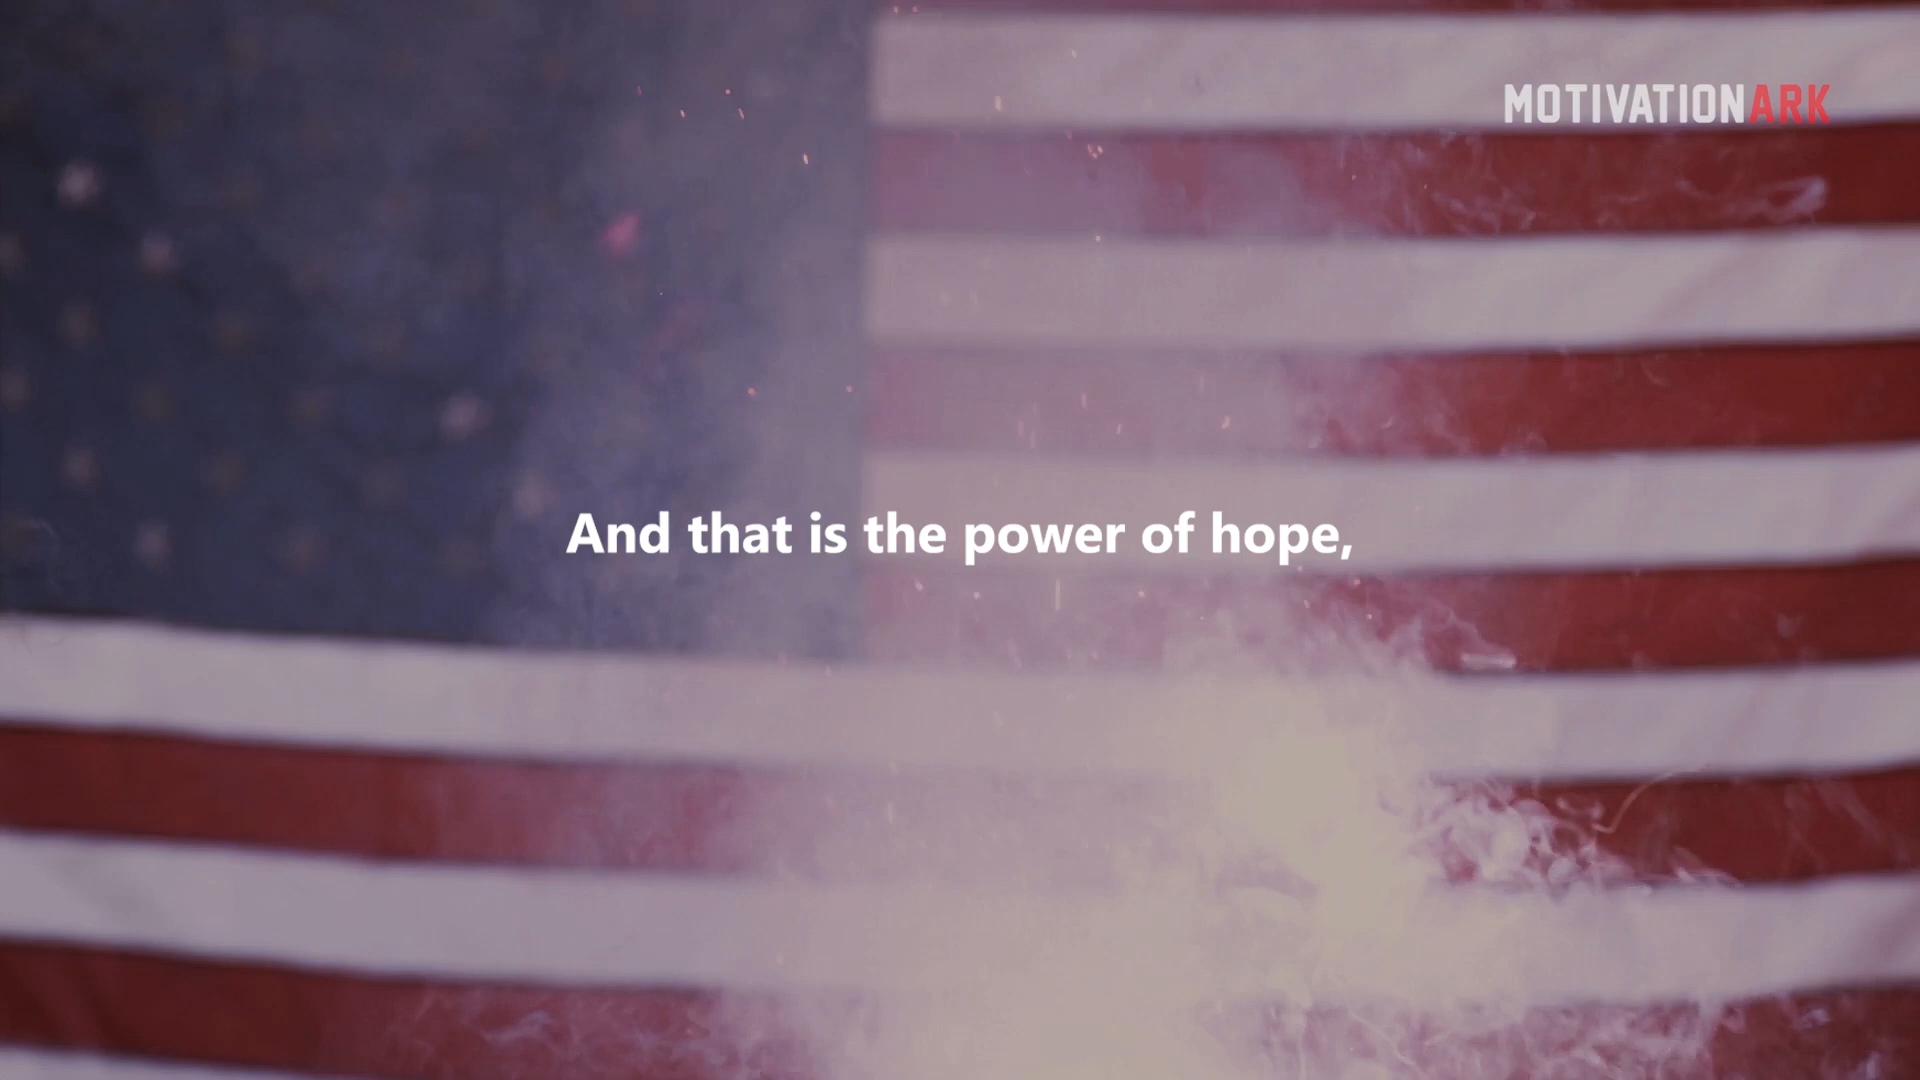 MOTIVATIONARK
And that is the power of hope,